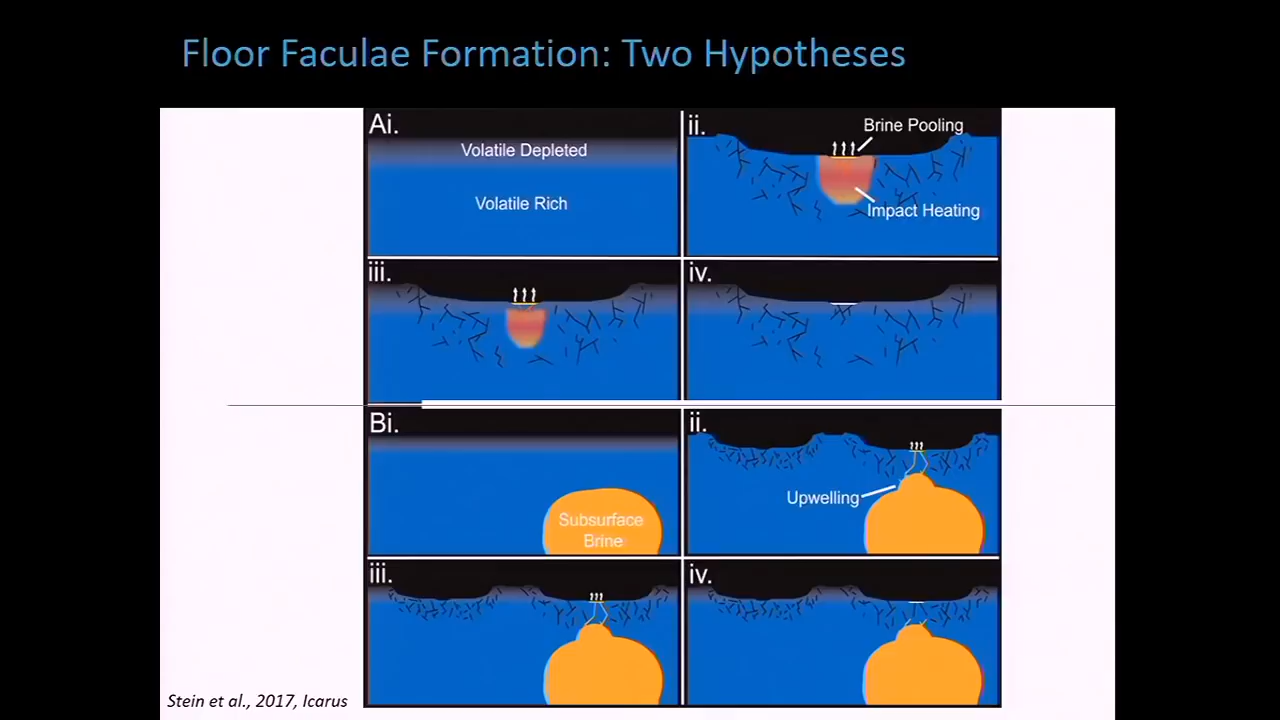 Floor Faculae Formation: Two Hypotheses
Ai.
Volatile Depleted
Volatile Rich
ii.
Brine Pooling
Impact Heating
iii.
iv.
Bi.
Subsurface
Brine
ii.
Upwelling
iii.
iv.
Stein et al., 2017, Icarus